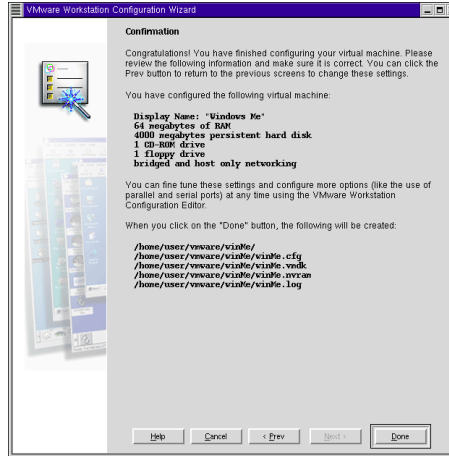 VMware Workstation Configuration Wizard
Confirmation
Congratulations! You have finished configuring your virtual machine. Please
review the following information and make sure it is correct. You can click the
Prev button to return to the previous screens to change these settings.
You have configured the following virtual machine:
Display Name: "Windows Me"
64 megabytes of RAM
4000 megabytes persistent hard disk
1 CD-ROM drive
1 floppy drive
bridged and host only networking
You can fine tune these settings and configure more options (like the use of
parallel and serial ports) at any time using the VMware Workstation
Configuration Editor.
When you click on the "Done" button, the following will be created:
/home/user/vmware/winMe/
/home/user/vmware/winMe/winMe.cfg
/home/user/vmware/winMe/winMe.vmdk
/home/user/vmware/winMe/winMe.nvram
/home/user/vmware/winMe/winMe.log
Help Cancel < Prev Next > Done